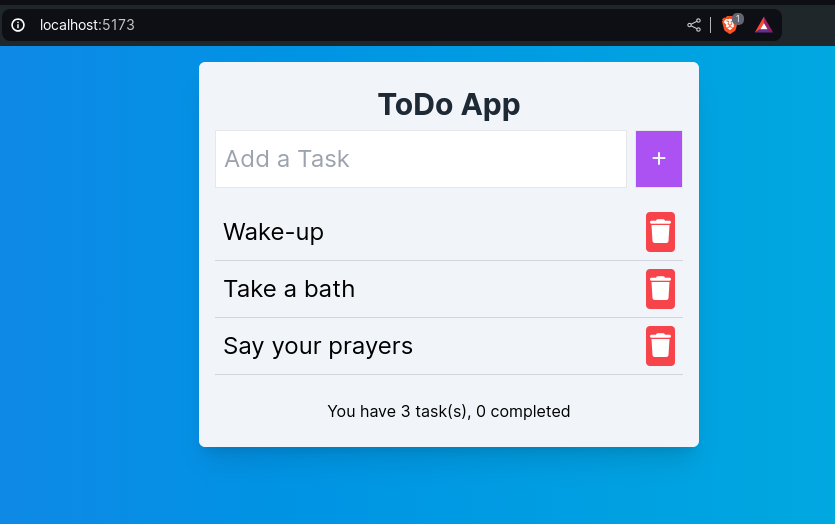 localhost:5173
1
ToDo App
Add a Task
+
Wake-up
Take a bath
Say your prayers
You have 3 task(s), 0 completed